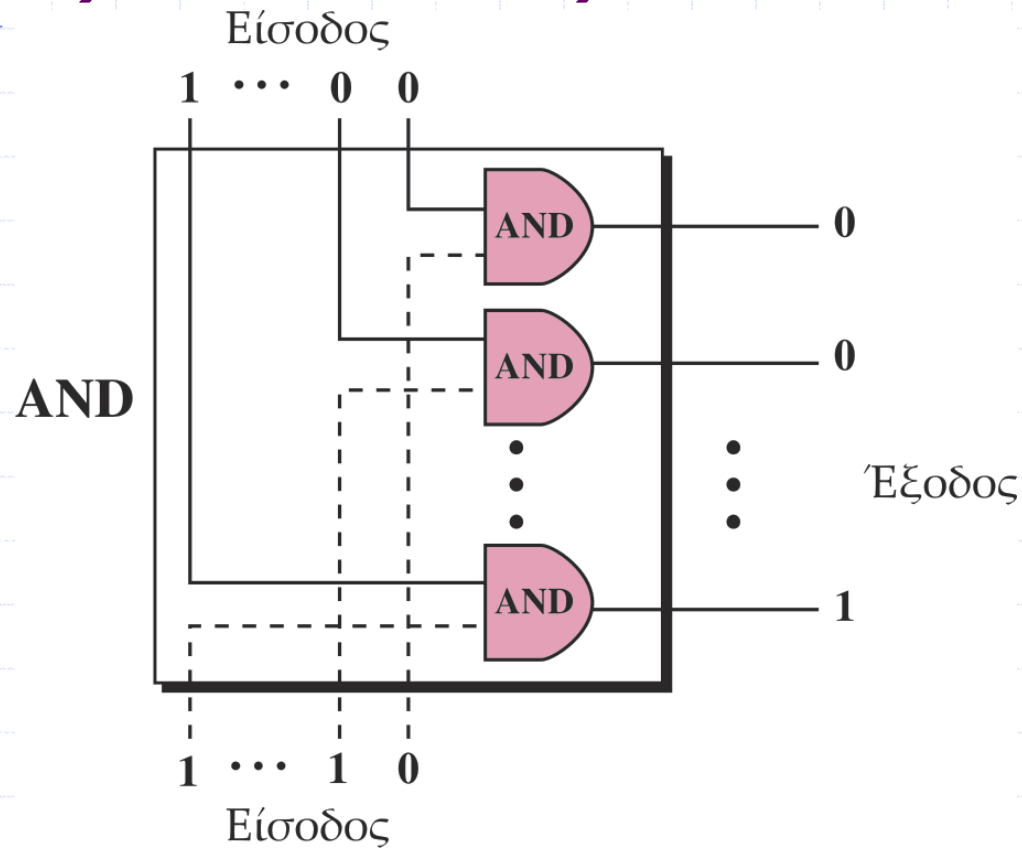 Είσοδος
1 ••• 0 0
AND 0
AND 0
AND
Έξοδος
AND 1
1 ••• 1 0
Είσοδος